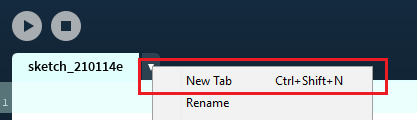 sketch_210114e
New Tab Ctrl+Shift+N
1
Rename